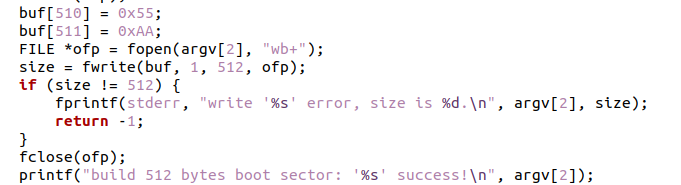 buf[510] = 0x55;
buf[511] = 0xAA;
FILE *ofp = fopen(argv[2], "wb+");
size = fwrite(buf, 1, 512, ofp);
if (size != 512) {
    fprintf(stderr, "write '%s' error, size is %d.\n", argv[2], size);
    return -1;
}
fclose(ofp);
printf("build 512 bytes boot sector: '%s' success!\n", argv[2]);